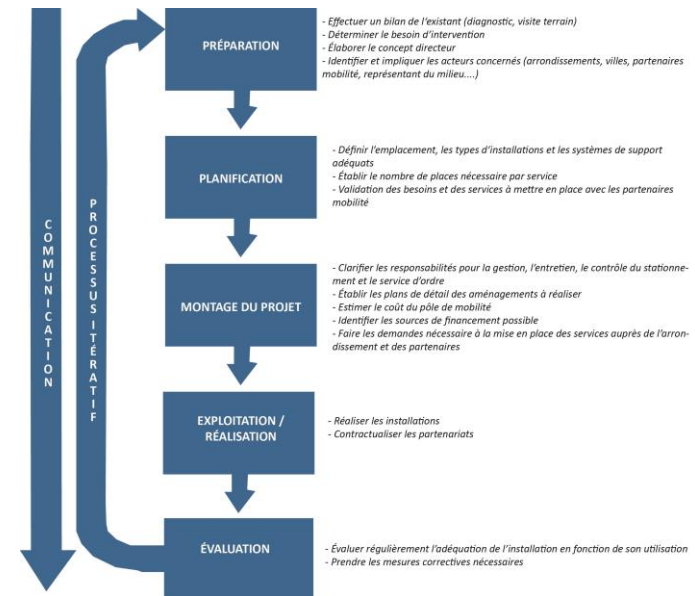 COMMUNICATION
PROCESSUS ITÉRATIF
PRÉPARATION
- Effectuer un bilan de l'existant (diagnostic, visite terrain)
- Déterminer le besoin d'intervention
- Élaborer le concept directeur
- Identifier et impliquer les acteurs concernés (arrondissements, villes, partenaires
mobilité, représentant du milieu....)
PLANIFICATION
- Définir l'emplacement, les types d'installations et les systèmes de support
adéquats
- Établir le nombre de places nécessaire par service
- Validation des besoins et des services à mettre en place avec les partenaires
mobilité
MONTAGE DU PROJET
- Clarifier les responsabilités pour la gestion, l'entretien, le contrôle du stationne-
ment et le service d'ordre
- Établir les plans de détail des aménagements à réaliser
- Estimer le coût du pôle de mobilité
- Identifier les sources de financement possible
- Faire les demandes nécessaire à la mise en place des services auprès de l'arron-
dissement et des partenaires
EXPLOITATION /
RÉALISATION
- Réaliser les installations
- Contractualiser les partenariats
ÉVALUATION
- Évaluer régulièrement l'adéquation de l'installation en fonction de son utilisation
- Prendre les mesures correctives nécessaires